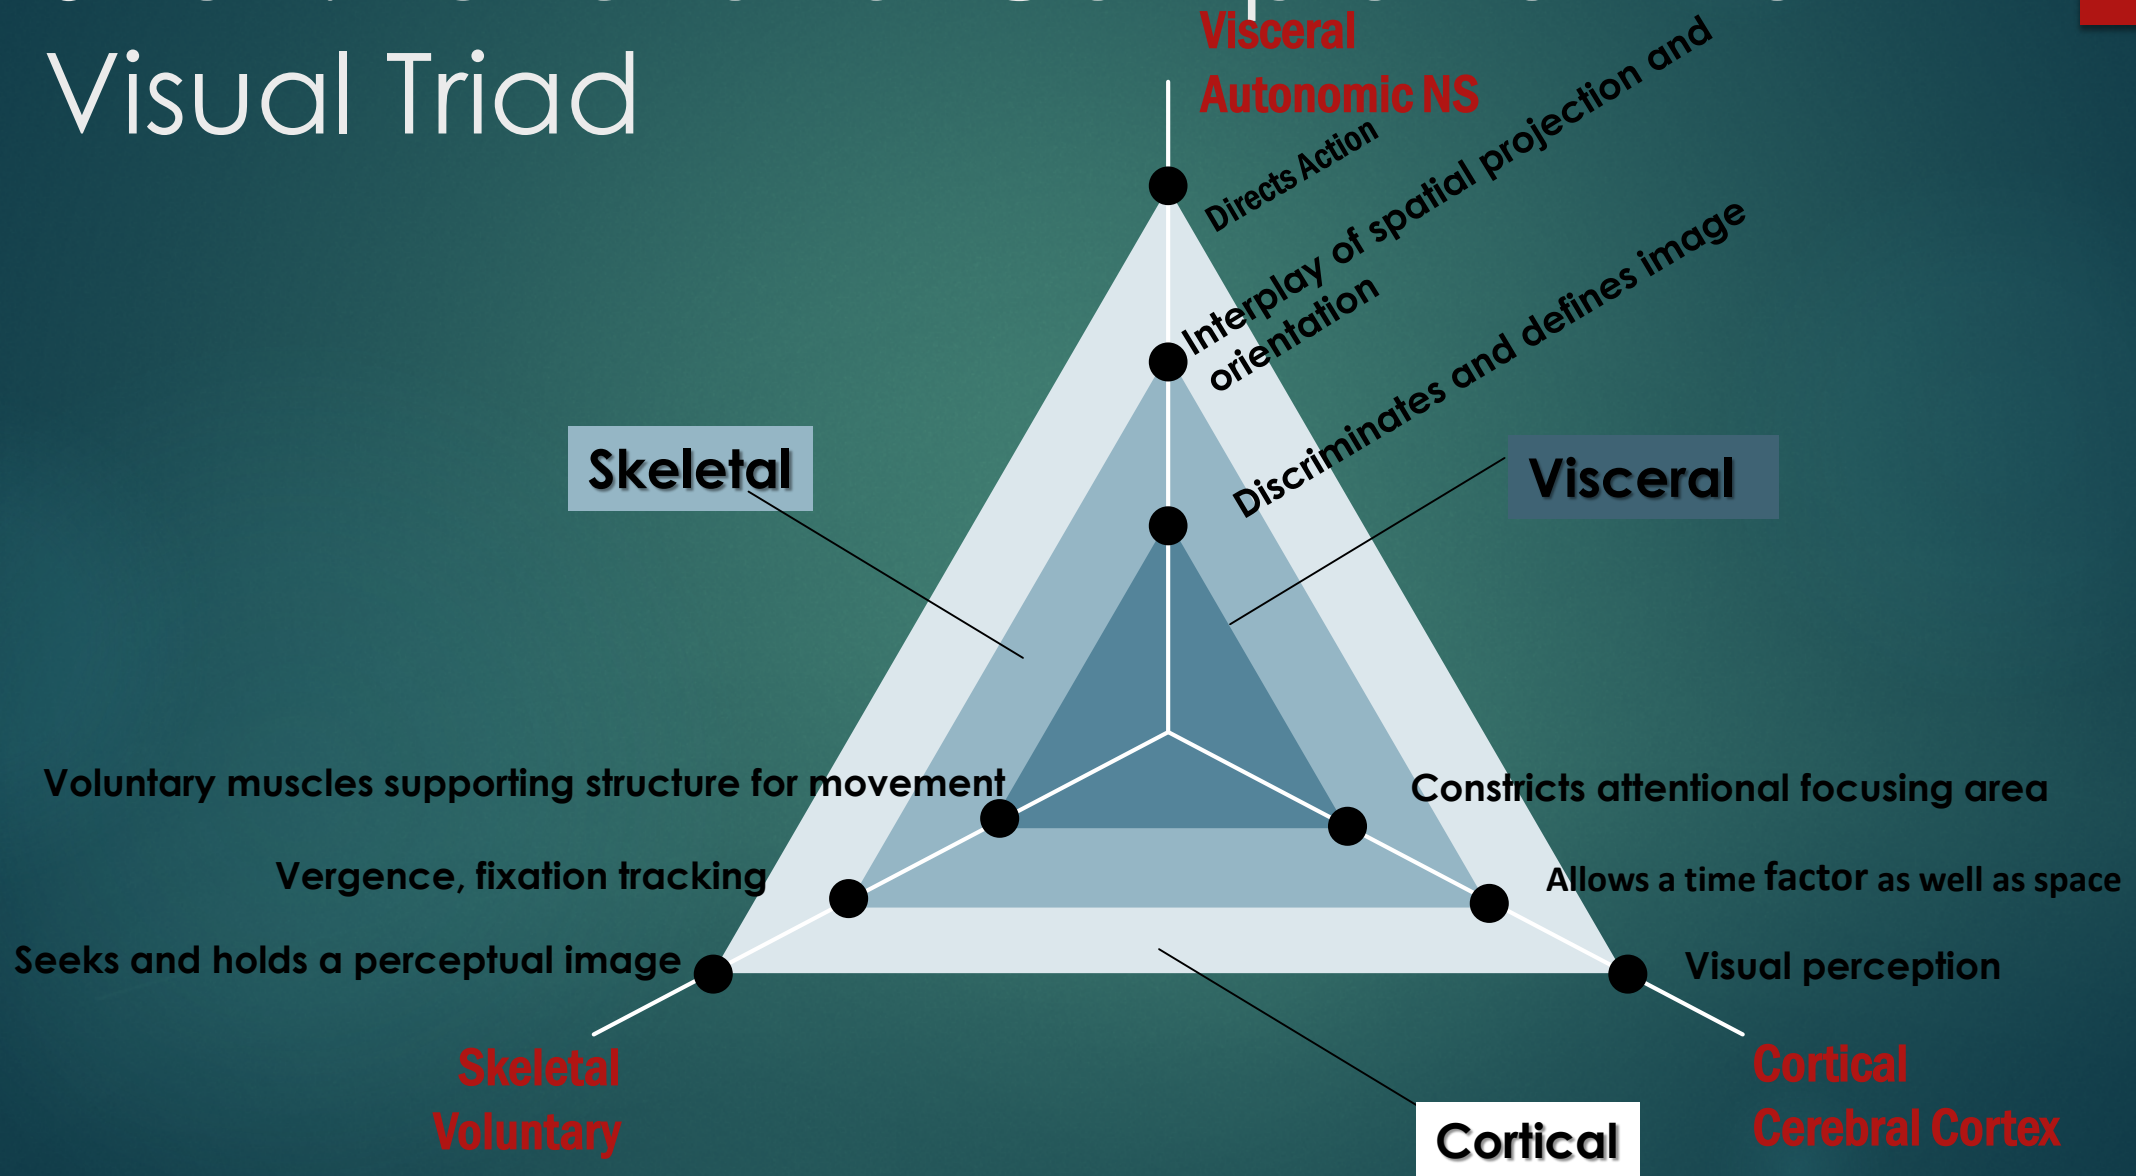 Visual Triad
Visceral
Autonomic NS
Directs Action
Interplay of spatial projection and
orientation
Discriminates and defines image
Skeletal
Visceral
Voluntary muscles supporting structure for movement
Constricts attentional focusing area
Vergence, fixation tracking
Allows a time factor as well as space
Seeks and holds a perceptual image
Visual perception
Skeletal
Voluntary
Cortical
Cerebral Cortex
Cortical